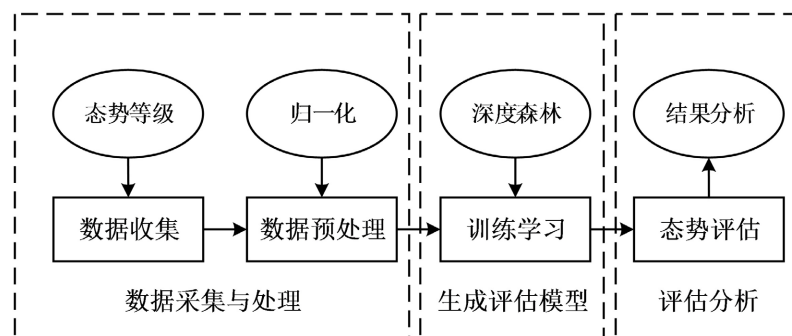 态势等级
归一化
深度森林
结果分析
数据收集
数据预处理
训练学习
态势评估
数据采集与处理
生成评估模型
评估分析